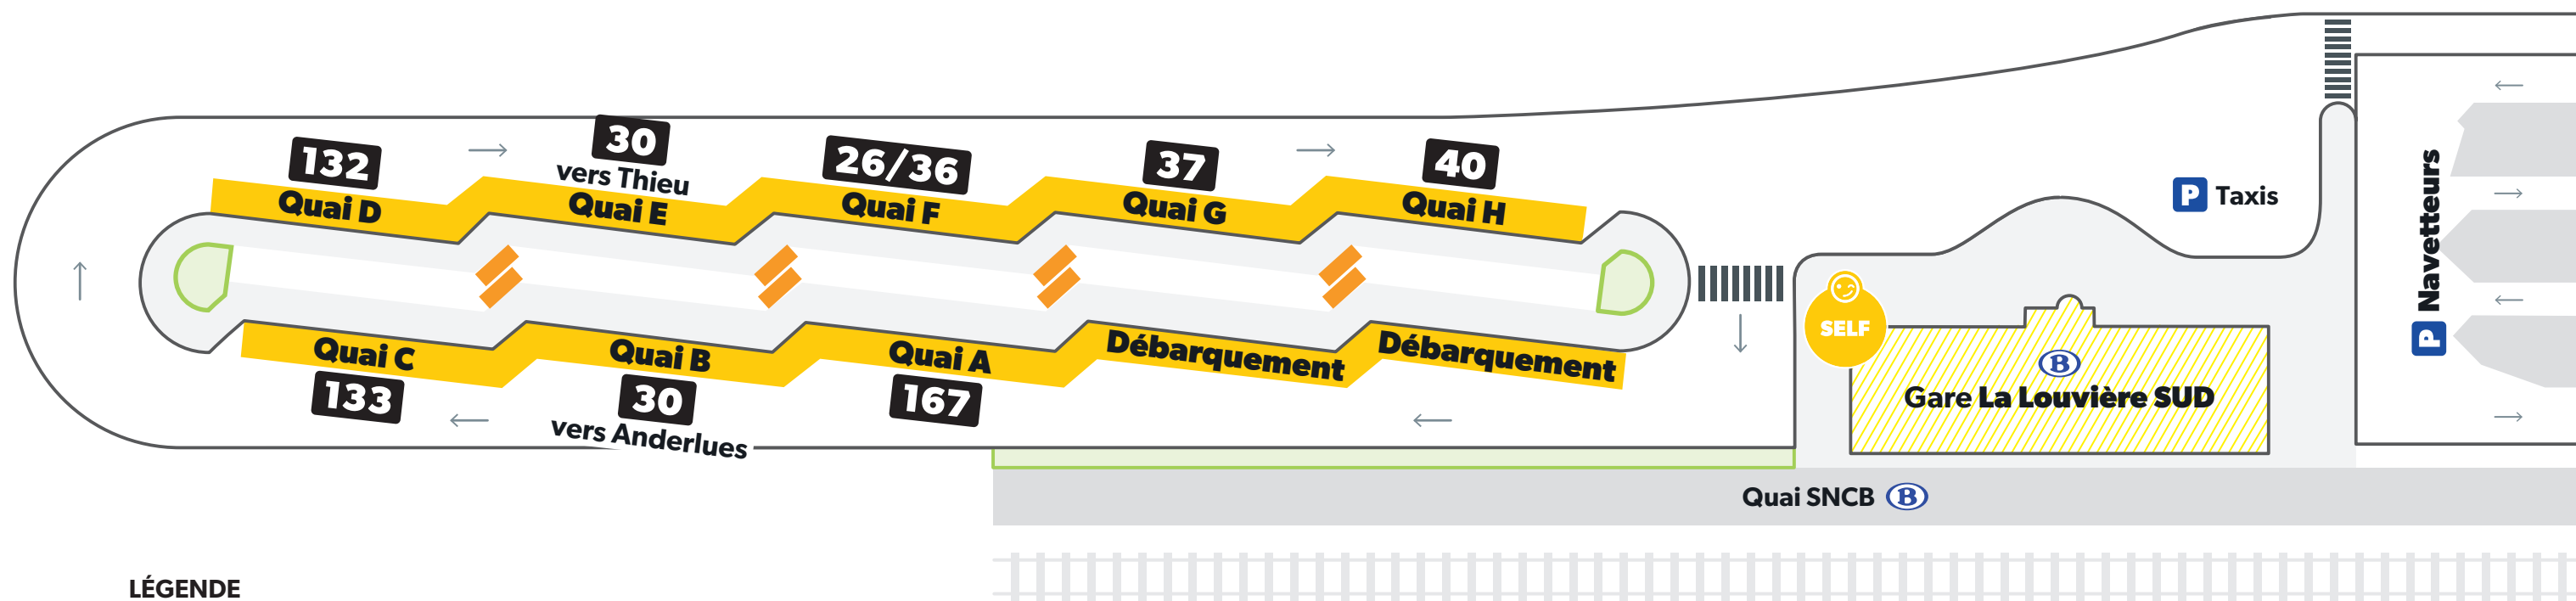 132
Quai D
30
vers Thieu
Quai E
26/36
Quai F
37
Quai G
40
Quai H
Quai C
133
Quai B
30
vers Anderlues
Quai A
167
Débarquement
Débarquement
SELF
P Taxis
B
Gare La Louvière SUD
P Navetteurs
Quai SNCB B
LÉGENDE